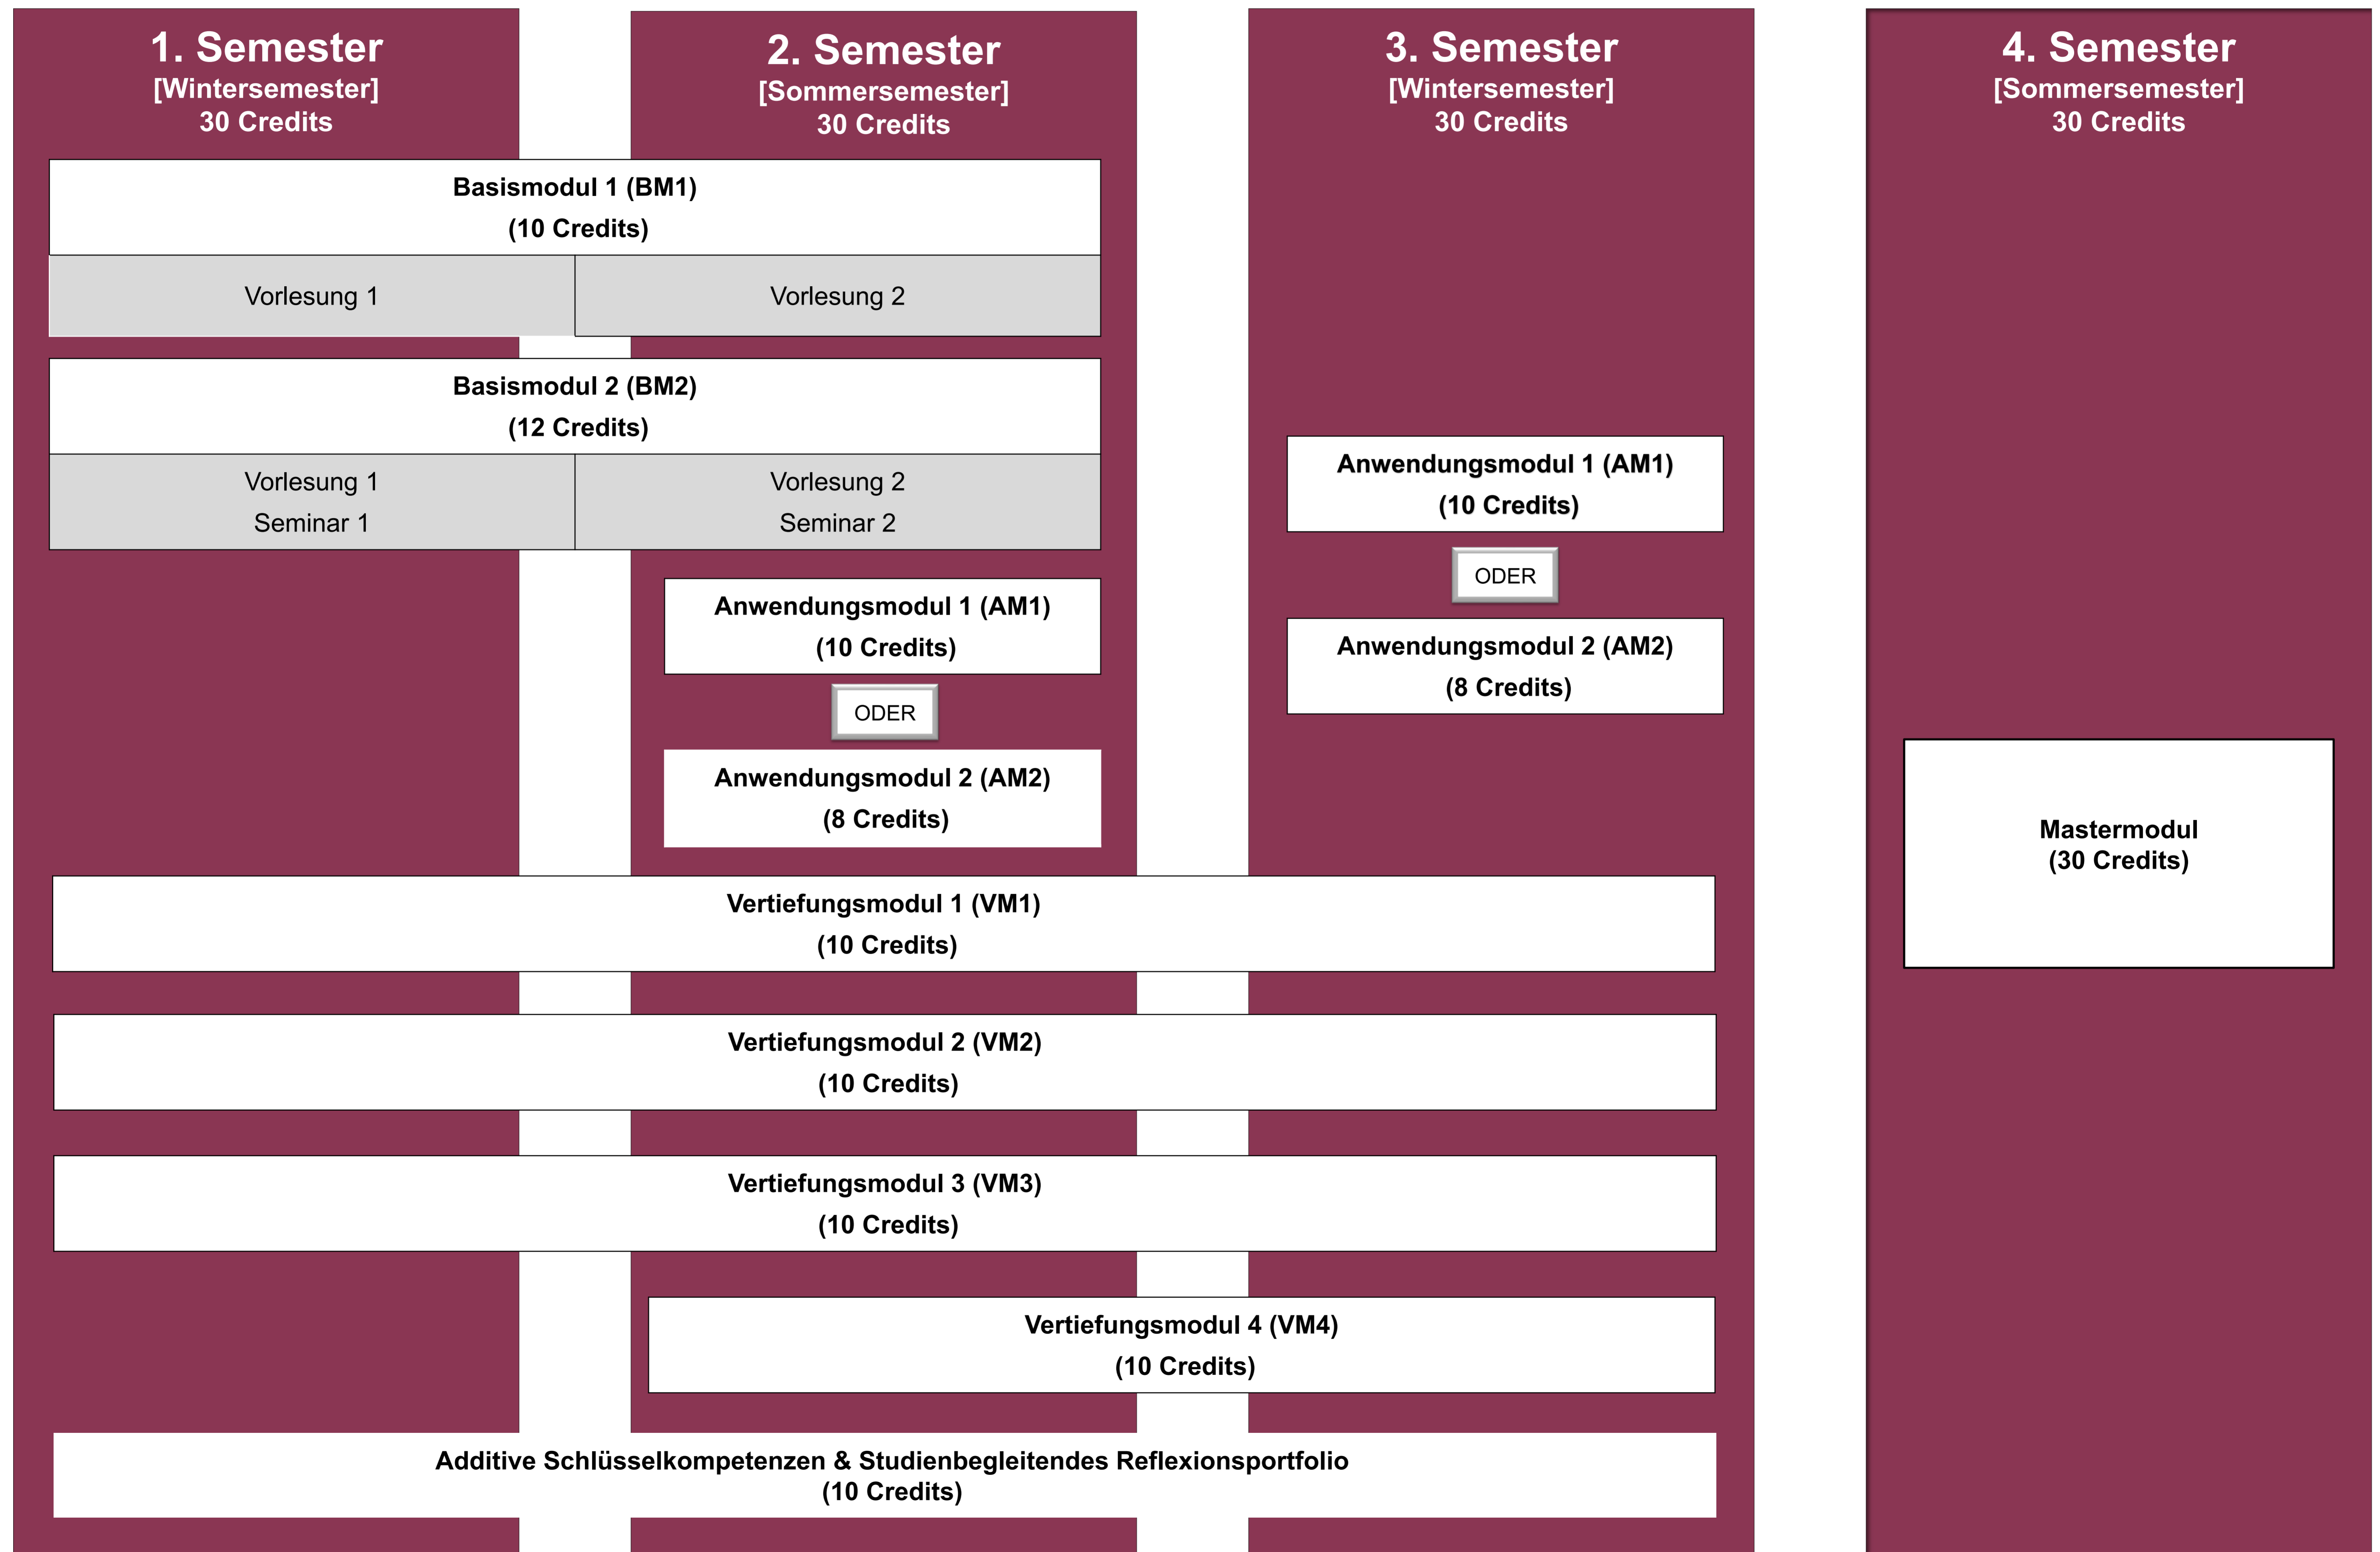 1. Semester
[Wintersemester]
30 Credits
2. Semester
[Sommersemester]
30 Credits
3. Semester
[Wintersemester]
30 Credits
4. Semester
[Sommersemester]
30 Credits
Basismodul 1 (BM1)
(10 Credits)
Vorlesung 1
Vorlesung 2
Basismodul 2 (BM2)
(12 Credits)
Vorlesung 1
Seminar 1
Vorlesung 2
Seminar 2
Anwendungsmodul 1 (AM1)
(10 Credits)
ODER
Anwendungsmodul 2 (AM2)
(8 Credits)
Anwendungsmodul 1 (AM1)
(10 Credits)
ODER
Anwendungsmodul 2 (AM2)
(8 Credits)
Mastermodul
(30 Credits)
Vertiefungsmodul 1 (VM1)
(10 Credits)
Vertiefungsmodul 2 (VM2)
(10 Credits)
Vertiefungsmodul 3 (VM3)
(10 Credits)
Vertiefungsmodul 4 (VM4)
(10 Credits)
Additive Schlüsselkompetenzen & Studienbegleitendes Reflexionsportfolio
(10 Credits)